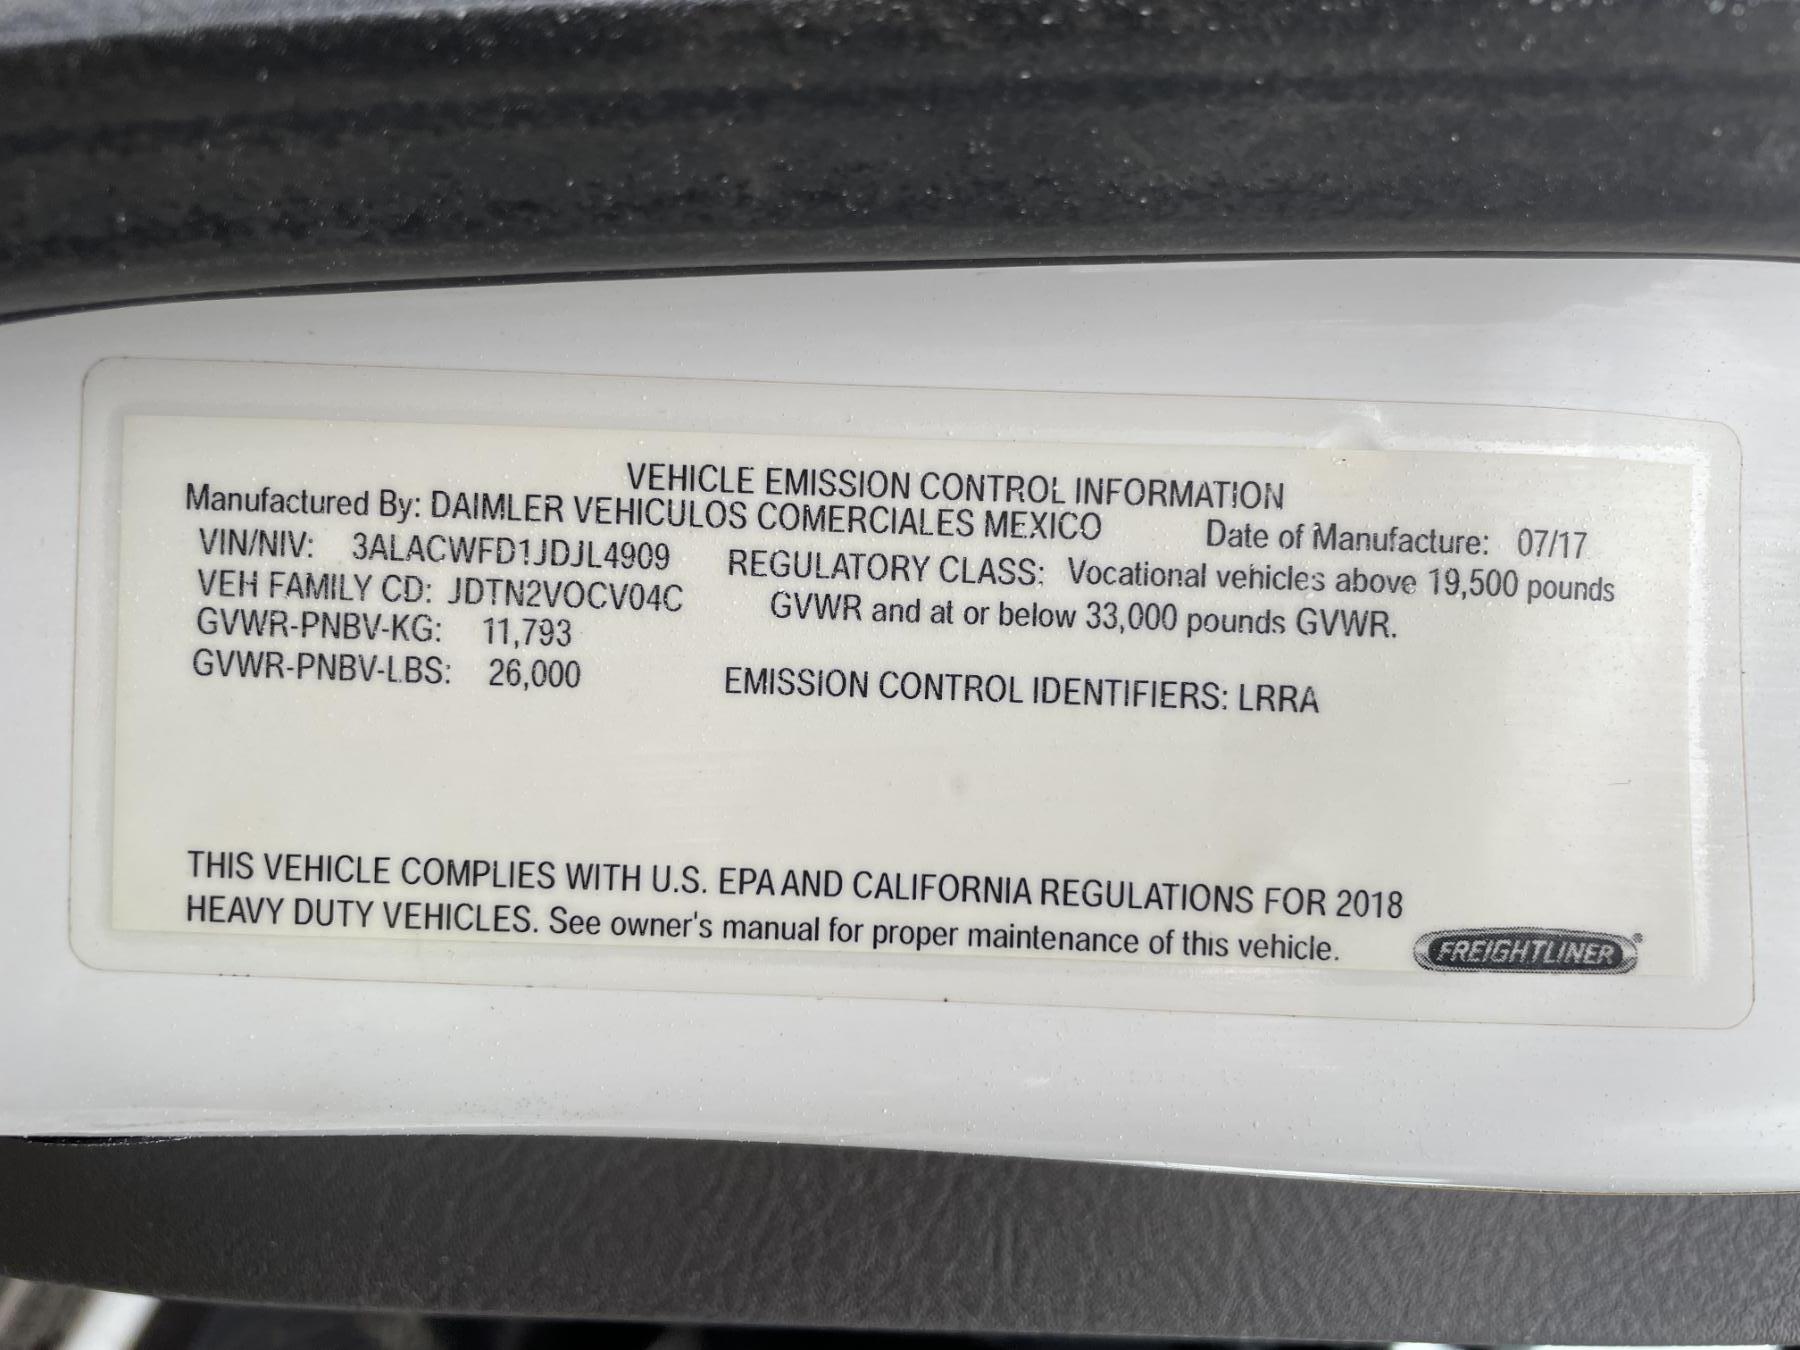 VEHICLE EMISSION CONTROL INFORMATION
Manufactured By: DAIMLER VEHICULOS COMERCIALES MEXICO Date of Manufacture: 07/17
VIN/NIV: 3ALACWFD1JDJL4909
VEH FAMILY CD: JDTN2VOCV04C
GVWR-PNBV-KG: 11,793
GVWR-PNBV-LBS: 26,000
REGULATORY CLASS: Vocational vehicles above 19,500 pounds
GVWR and at or below 33,000 pounds GVWR.
EMISSION CONTROL IDENTIFIERS: LRRA
THIS VEHICLE COMPLIES WITH U.S. EPA AND CALIFORNIA REGULATIONS FOR 2018
HEAVY DUTY VEHICLES. See owner's manual for proper maintenance of this vehicle.
FREIGHTLINER®